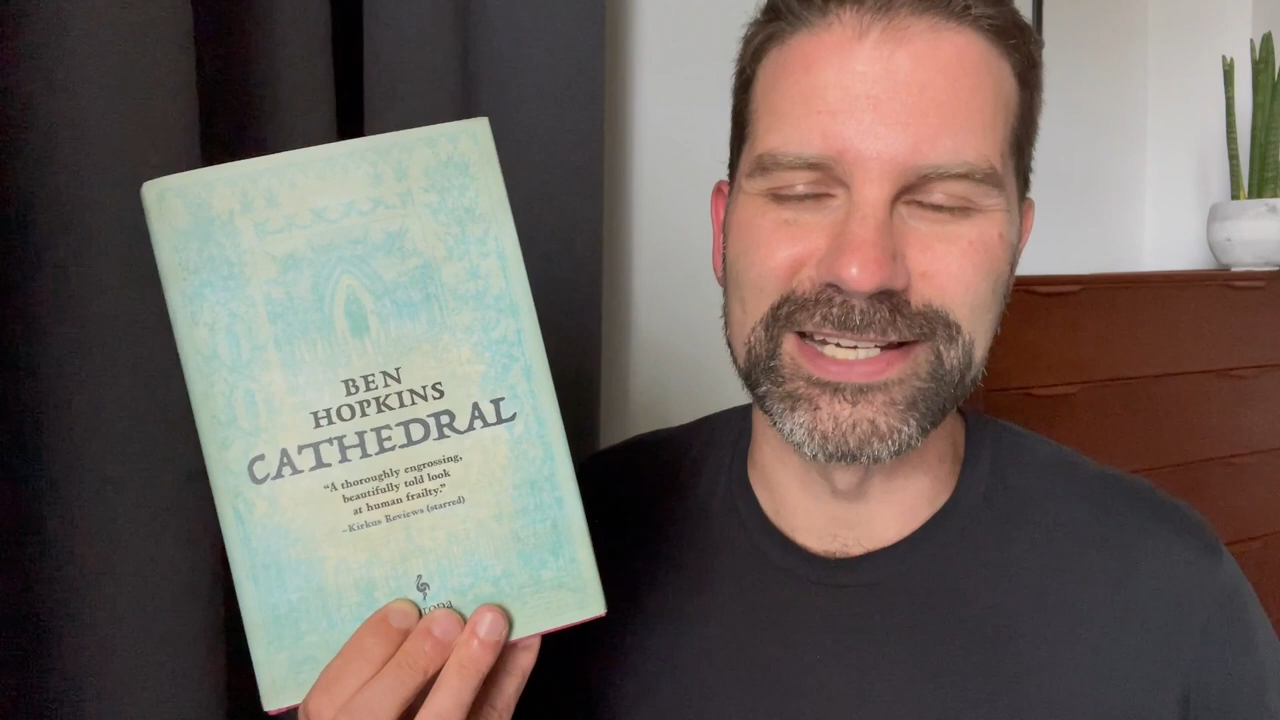 BEN
HOPKINS
CATHEDRAL
“A thoroughly engrossing,
beautifully told look
at human frailty.”
–Kirkus Reviews (starred)